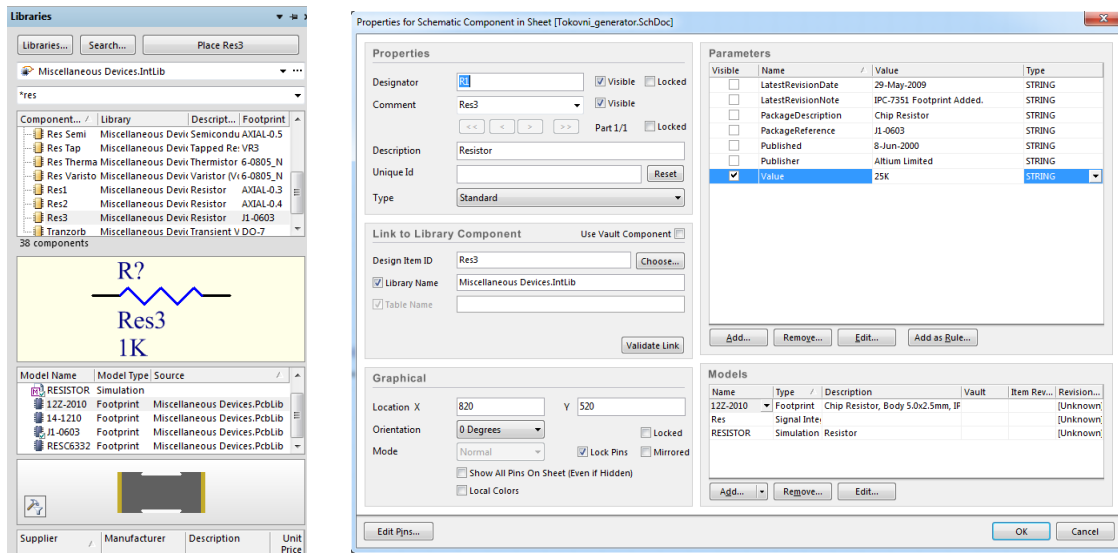 Libraries
Libraries... Search... Place Res3
Miscellaneous Devices.IntLib
*res
Component... Library Descript... Footprint
Res Semi Miscellaneous Devic Semicondu AXIAL-0.5
Res Tap Miscellaneous Devic Tapped Re: VR3
Res Therma Miscellaneous Devic Thermistor 6-0805_N
Res Varisto Miscellaneous Devic Varistor (V 6-0805_N
Res1 Miscellaneous Devic Resistor AXIAL-0.3
Res2 Miscellaneous Devic Resistor AXIAL-0.4
Res3 Miscellaneous Devic Resistor J1-0603
Tranzorb Miscellaneous Devic Transient V DO-7
38 components
R?
Res3
1K
Model Name Model Type Source
RESISTOR Simulation
12Z-2010 Footprint Miscellaneous Devices.PcbLib
14-1210 Footprint Miscellaneous Devices.PcbLib
J1-0603 Footprint Miscellaneous Devices.PcbLib
RESC6332 Footprint Miscellaneous Devices.PcbLib
Supplier Manufacturer Description Unit
Price
Properties for Schematic Component in Sheet [Tokovni_generator.SchDoc]
Properties
Designator R1 Visible Locked
Comment Res3 Visible
<< < > >> Part 1/1 Locked
Description Resistor
Unique Id Reset
Type Standard
Link to Library Component Use Vault Component
Design Item ID Res3 Choose...
Library Name Miscellaneous Devices.IntLib
Table Name
Validate Link
Graphical
Location X 820 Y 520
Orientation 0 Degrees Locked
Mode Normal Lock Pins Mirrored
Show All Pins On Sheet (Even if Hidden)
Local Colors
Edit Pins...
Parameters
Visible Name Value Type
LatestRevisionDate 29-May-2009 STRING
LatestRevisionNote IPC-7351 Footprint Added. STRING
PackageDescription Chip Resistor STRING
PackageReference J1-0603 STRING
Published 8-Jun-2000 STRING
Publisher Altium Limited STRING
Value 25K STRING
Add... Remove... Edit... Add as Rule...
Models
Name Type Description Vault Item Rev... Revision...
12Z-2010 Footprint Chip Resistor, Body 5.0x2.5mm, IF [Unknown]
Res Signal Inte [Unknown]
RESISTOR Simulation Resistor [Unknown]
Add... Remove... Edit...
OK Cancel